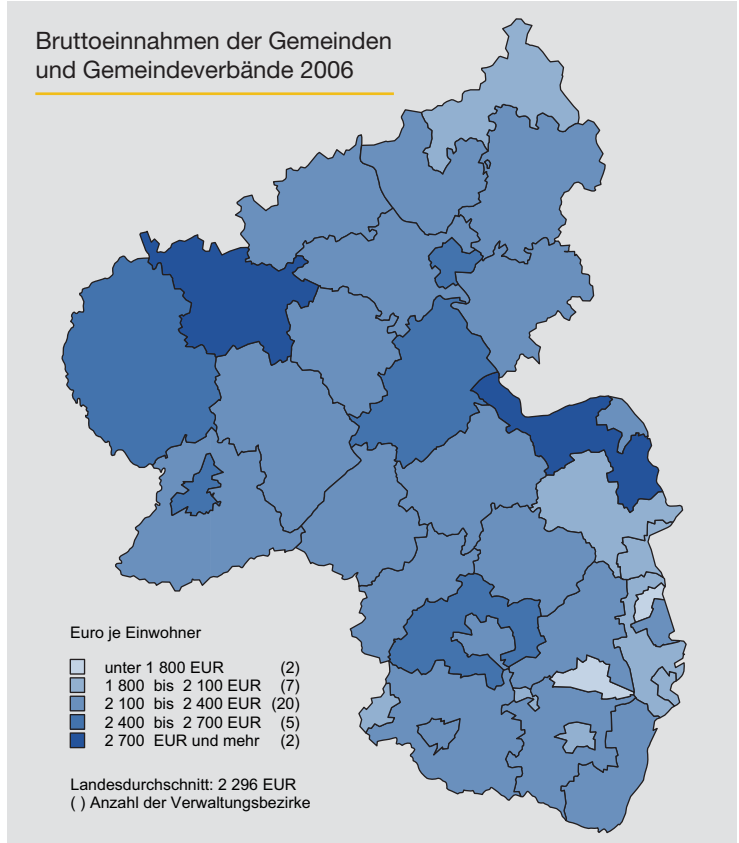 Bruttoeinnahmen der Gemeinden
und Gemeindeverbände 2006
Euro je Einwohner
unter 1 800 EUR (2)
1 800 bis 2 100 EUR (7)
2 100 bis 2 400 EUR (20)
2 400 bis 2 700 EUR (5)
2 700 EUR und mehr (2)
Landesdurchschnitt: 2 296 EUR
( ) Anzahl der Verwaltungsbezirke